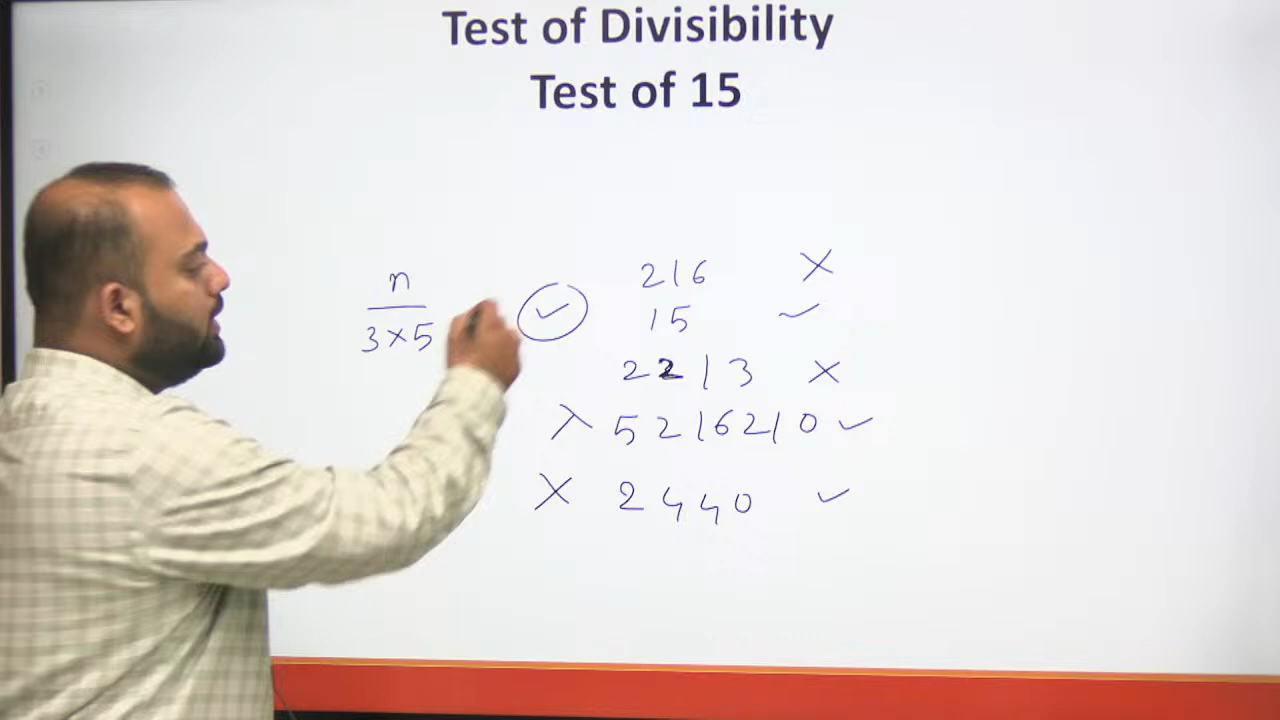 Test of Divisibility
Test of 15
n
3×5
216 ×
✓ 15 ✓
2213 ×
5216210 ✓
× 2440 ✓